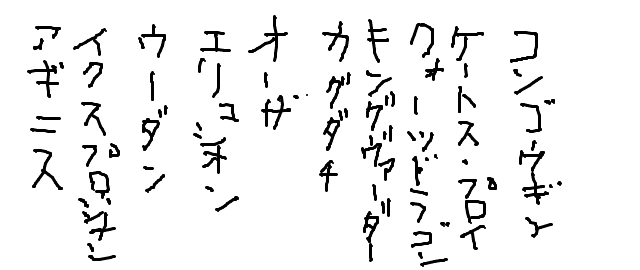 アギニス
イクスプロジオン
ウーダン
エリュシオン
オーザ
カグダチ
キングヴァーダー
クォーツドラゴン
ケートス・プロイ
コンゴウギン